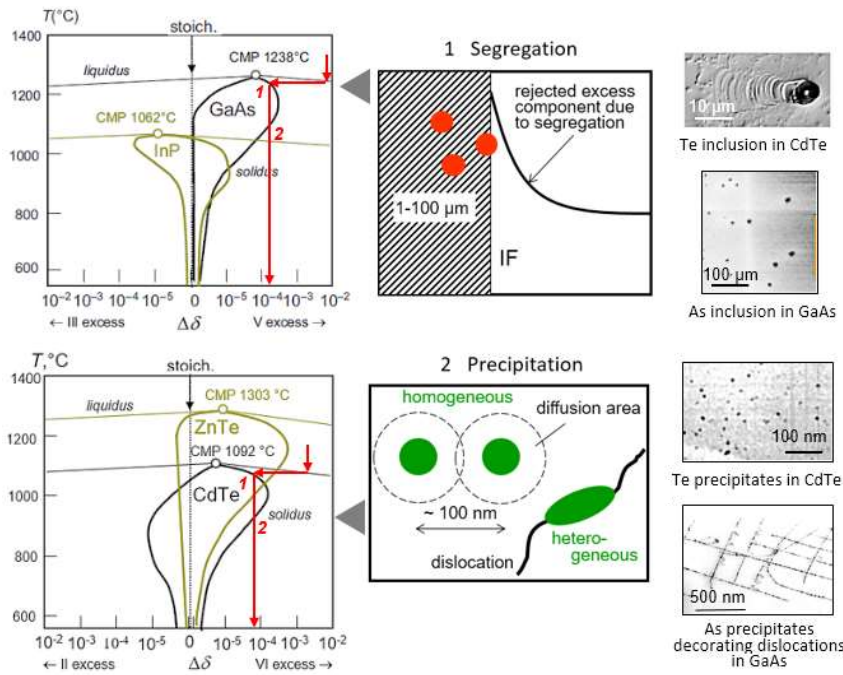 T(°C)
stoich.
1400
1200
1000
800
600
CMP 1238°C
liquidus
1
GaAs
CMP 1062°C
2
InP
solidus
10⁻² 10⁻³ 10⁻⁴ 10⁻⁵ 0 10⁻⁵ 10⁻⁴ 10⁻³ 10⁻²
← III excess Δδ V excess →
1 Segregation
rejected excess
component due
to segregation
1-100 µm
IF
10 µm
Te inclusion in CdTe
100 µm
As inclusion in GaAs
T,°C
stoich.
1400
1200
1000
800
600
CMP 1303 °C
liquidus
ZnTe
CMP 1092 °C
1
CdTe
2
solidus
10⁻² 10⁻³ 10⁻⁴ 10⁻⁵ 0 10⁻⁵ 10⁻⁴ 10⁻³ 10⁻²
← II excess Δδ VI excess →
2 Precipitation
homogeneous
diffusion area
~ 100 nm
hetero-
geneous
dislocation
100 nm
Te precipitates in CdTe
500 nm
As precipitates
decorating dislocations
in GaAs